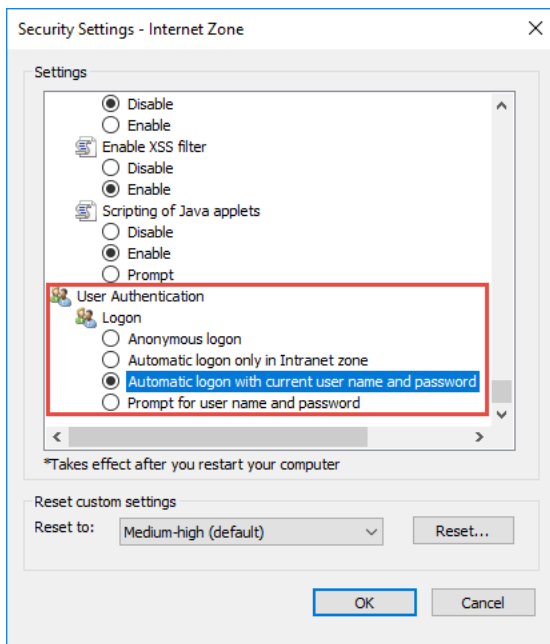 Security Settings - Internet Zone
Settings
Disable
Enable
Enable XSS filter
Disable
Enable
Scripting of Java applets
Disable
Enable
Prompt
User Authentication
Logon
Anonymous logon
Automatic logon only in Intranet zone
Automatic logon with current user name and password
Prompt for user name and password
*Takes effect after you restart your computer
Reset custom settings
Reset to: Medium-high (default) Reset...
OK Cancel